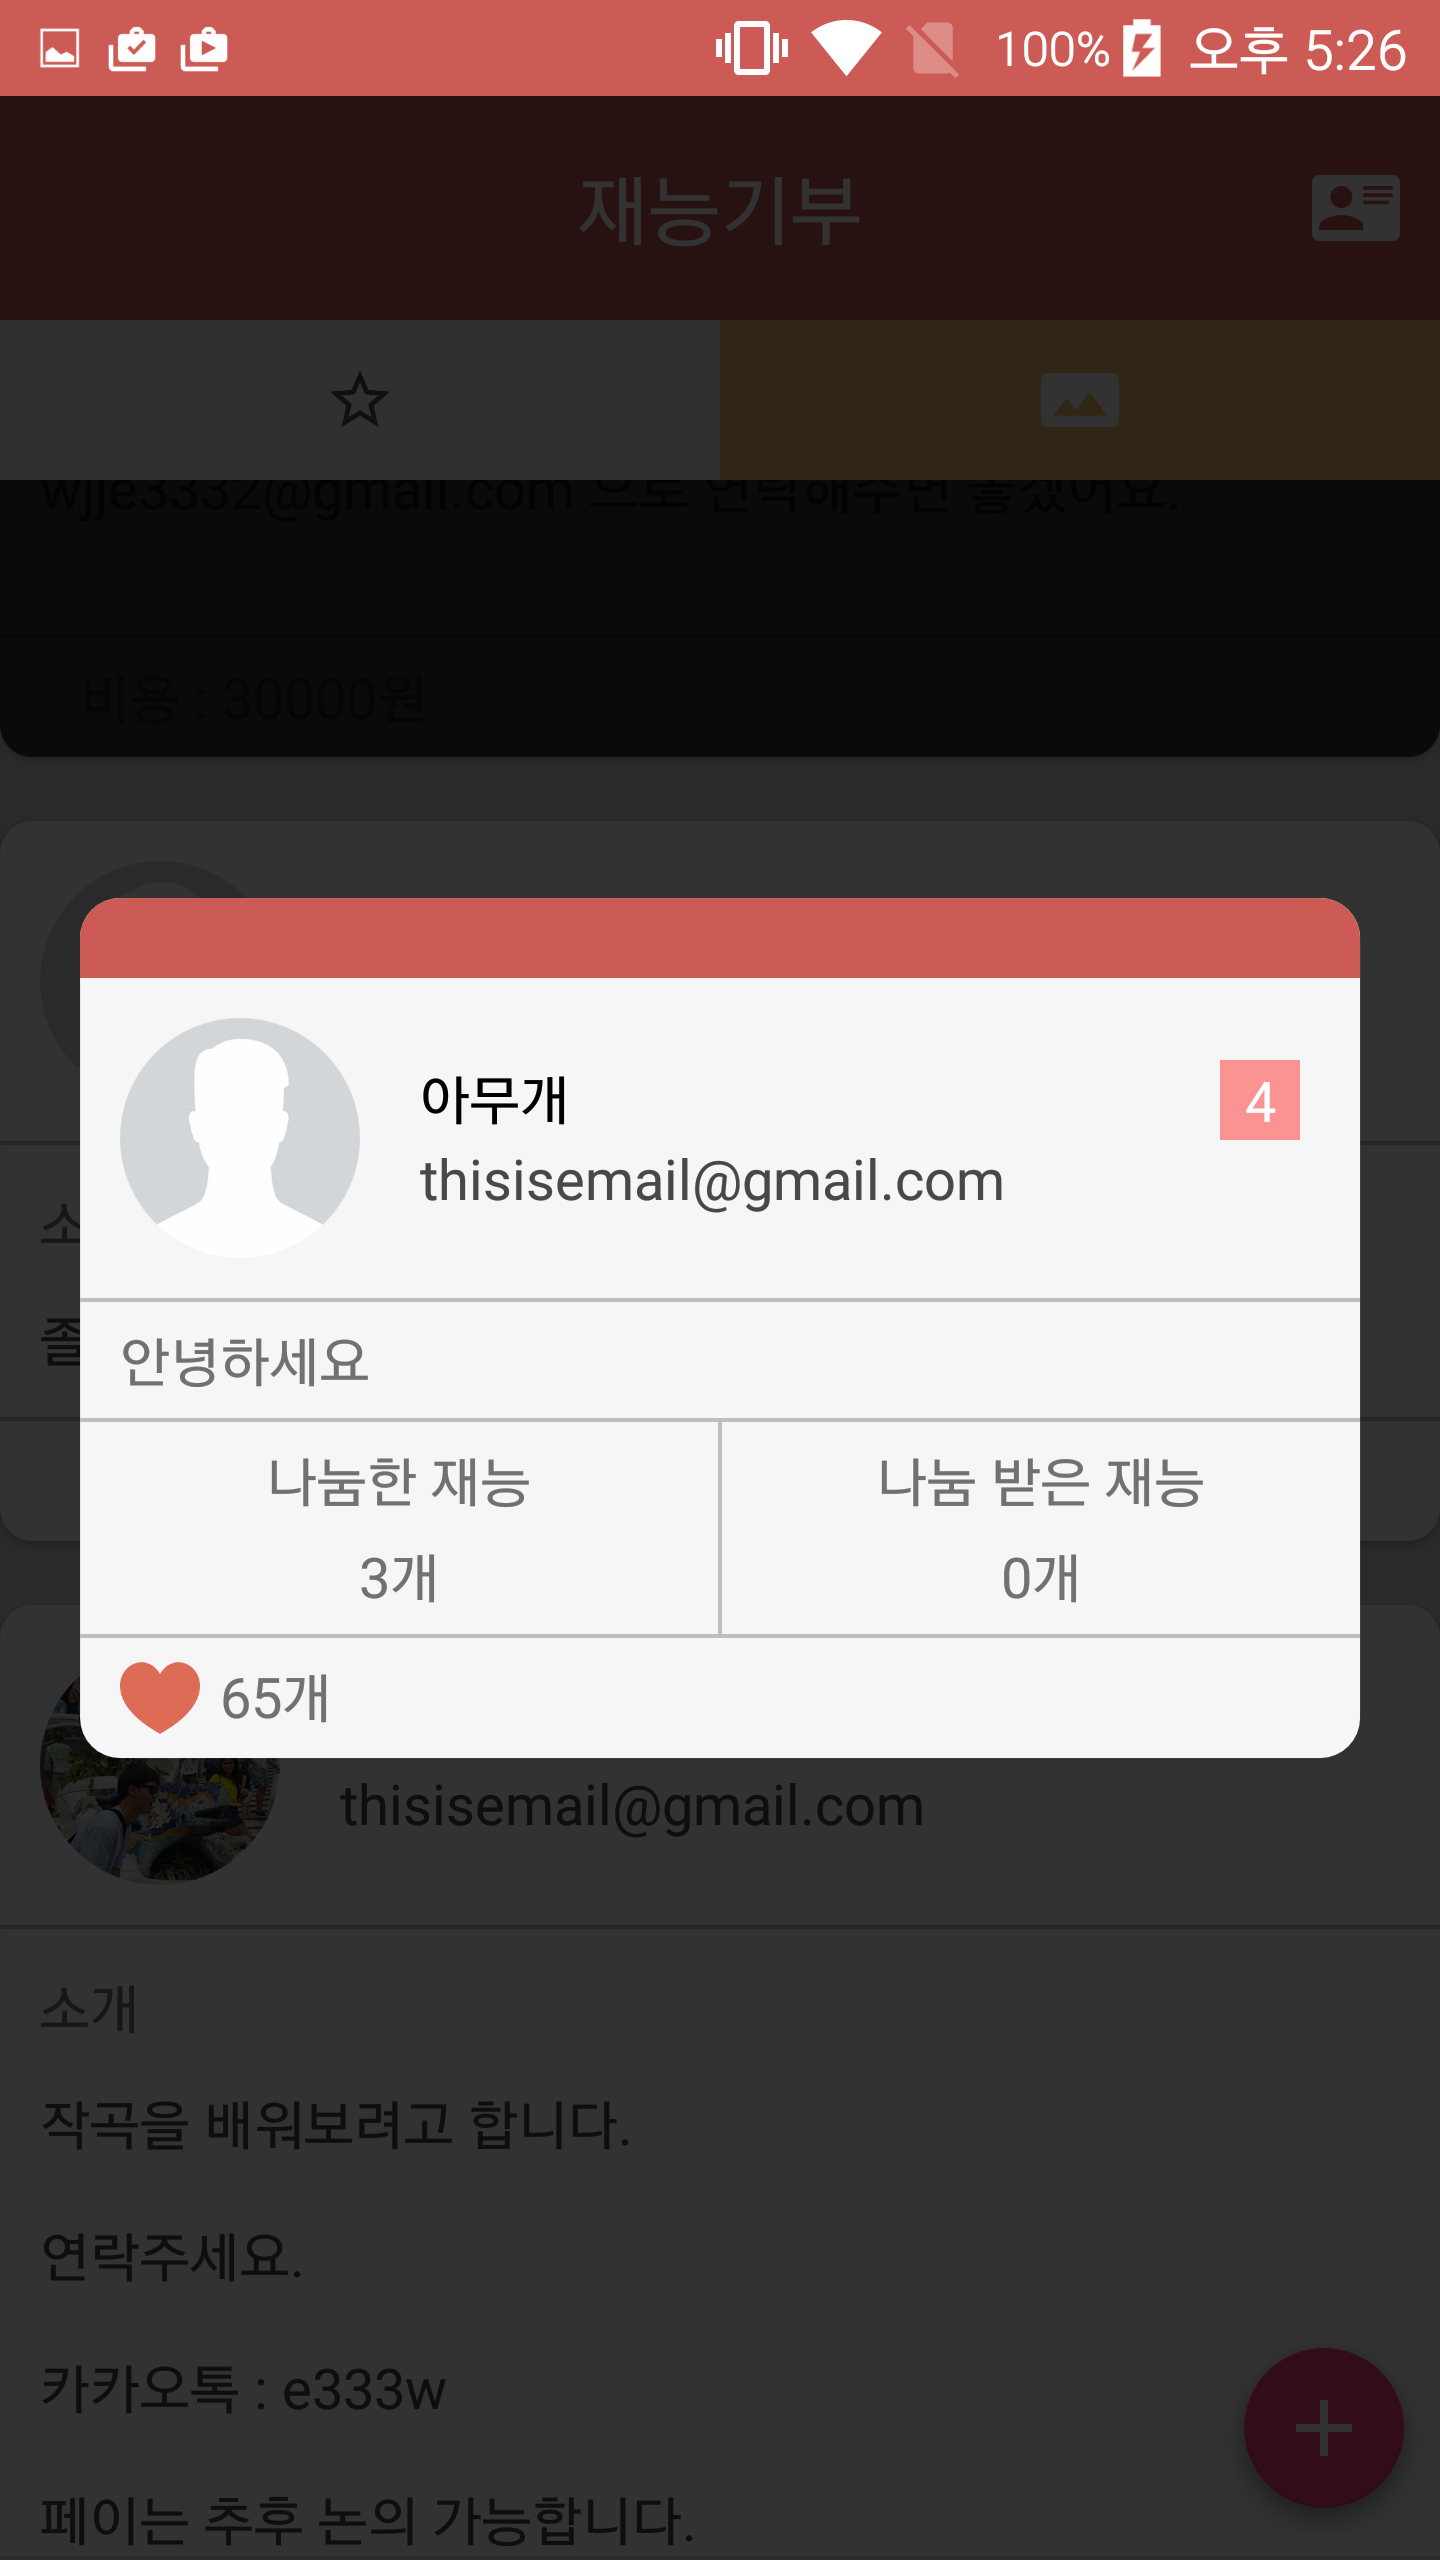 100% 오후 5:26
재능기부
wjje3332@gmail.com 으로 연락해주면 좋겠어요.
비용 : 30000원
아무개
4
thisisemail@gmail.com
안녕하세요
나눔한 재능
나눔 받은 재능
3개
0개
65개
thisisemail@gmail.com
소개
작곡을 배워보려고 합니다.
연락주세요.
카카오톡 : e333w
페이는 추후 논의 가능합니다.